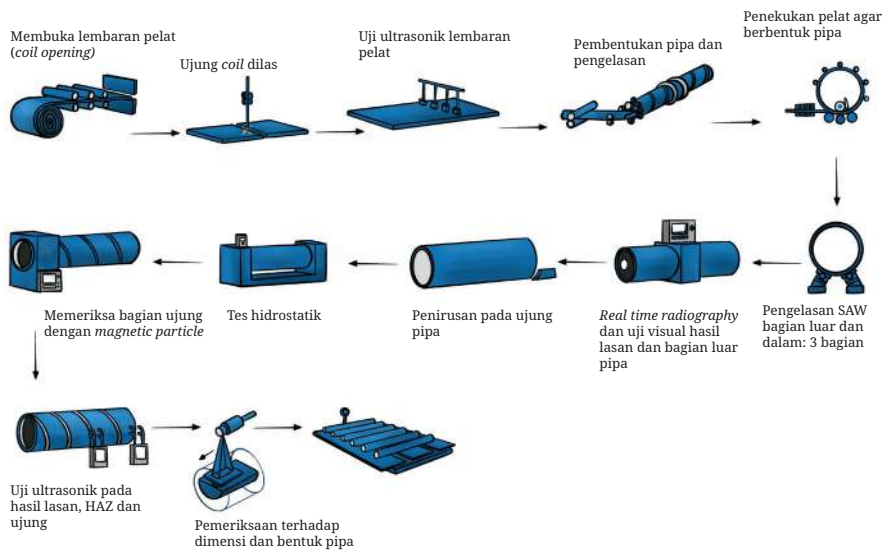 Membuka lembaran pelat
(coil opening)
Ujung coil dilas
Uji ultrasonik lembaran
pelat
Pembentukan pipa dan
pengelasan
Penekukan pelat agar
berbentuk pipa
Pengelasan SAW
bagian luar dan
dalam: 3 bagian
Real time radiography
dan uji visual hasil
lasan dan bagian luar
pipa
Penirusan pada ujung
pipa
Tes hidrostatik
Memeriksa bagian ujung
dengan magnetic particle
Uji ultrasonik pada
hasil lasan, HAZ dan
ujung
Pemeriksaan terhadap
dimensi dan bentuk pipa